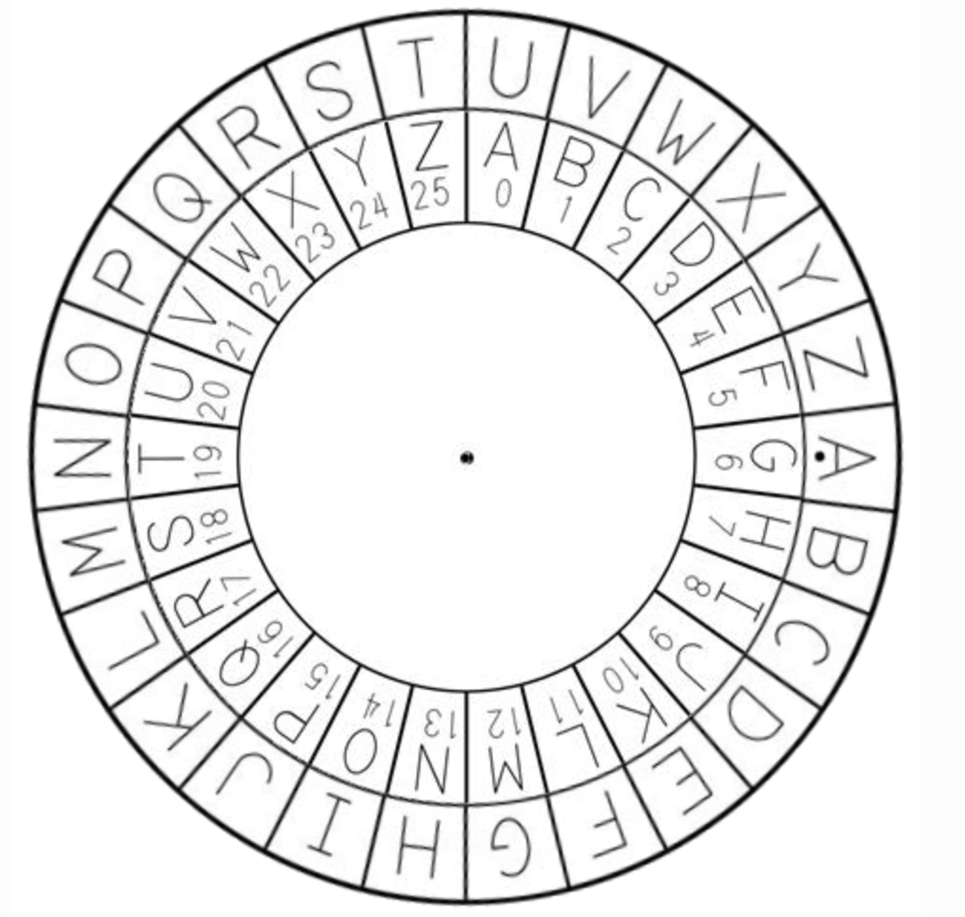 U V W X Y Z A B C D E F G H I J K L M N O P Q R S T
A B C D E F G H I J K L M N O P Q R S T U V W X Y Z
0 1 2 3 4 5 6 7 8 9 10 11 12 13 14 15 16 17 18 19 20 21 22 23 24 25